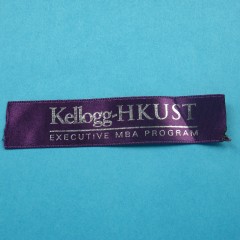 Kellogg-HKUST
EXECUTIVE MBA PROGRAM